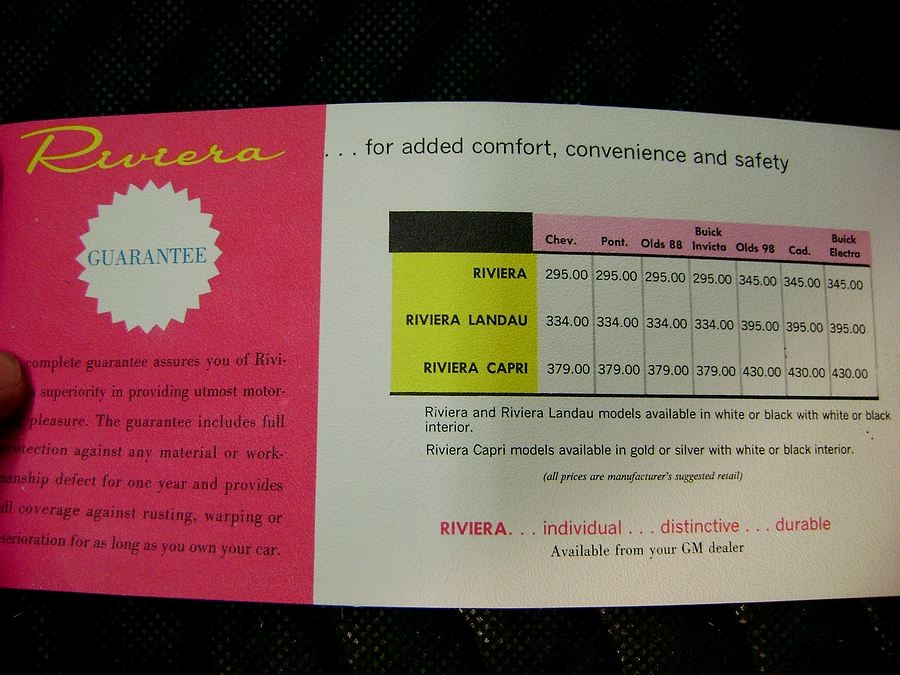 Riviera
GUARANTEE
complete guarantee assures you of Rivi-
superiority in providing utmost motor-
pleasure. The guarantee includes full
protection against any material or work-
manship defect for one year and provides
all coverage against rusting, warping or
deterioration for as long as you own your car.
. . . for added comfort, convenience and safety
Chev. Pont. Olds 88 Buick Invicta Olds 98 Cad. Buick Electra
RIVIERA 295.00 295.00 295.00 295.00 345.00 345.00 345.00
RIVIERA LANDAU 334.00 334.00 334.00 334.00 395.00 395.00 395.00
RIVIERA CAPRI 379.00 379.00 379.00 379.00 430.00 430.00 430.00
Riviera and Riviera Landau models available in white or black with white or black
interior.
Riviera Capri models available in gold or silver with white or black interior.
(all prices are manufacturer's suggested retail)
RIVIERA. . . individual . . . distinctive . . . durable
Available from your GM dealer